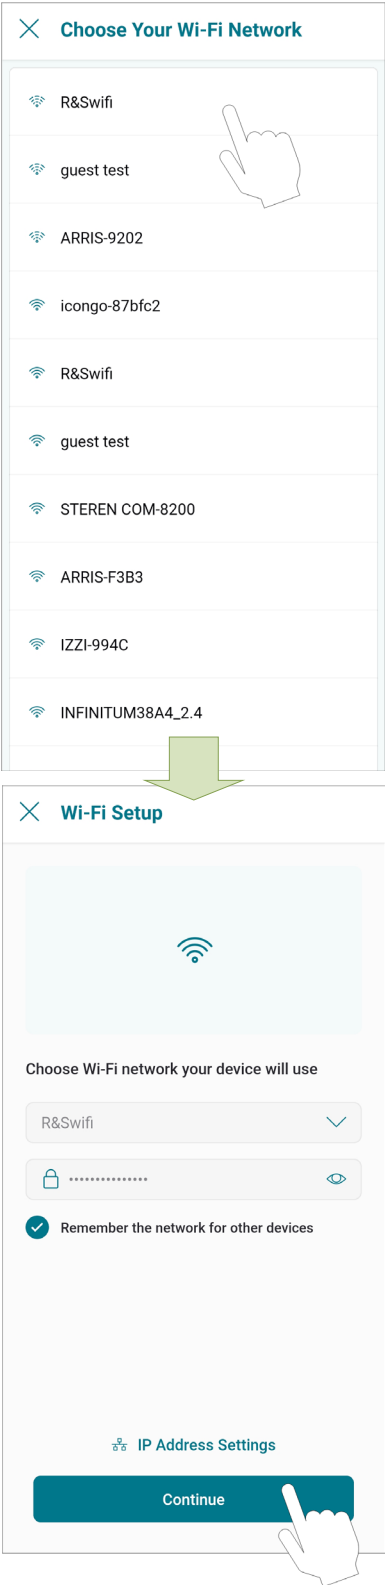 Choose Your Wi-Fi Network
R&Swifi
guest test
ARRIS-9202
icongo-87bfc2
R&Swifi
guest test
STEREN COM-8200
ARRIS-F3B3
IZZI-994C
INFINITUM38A4_2.4
Wi-Fi Setup
Choose Wi-Fi network your device will use
R&Swifi
•••••••••••••••
Remember the network for other devices
IP Address Settings
Continue